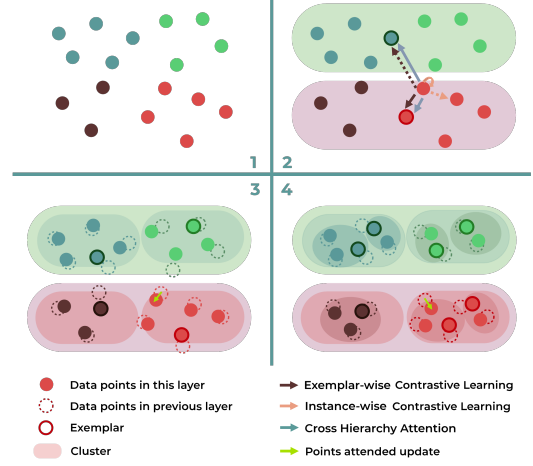 1
2
3
4
Data points in this layer
Data points in previous layer
Exemplar
Cluster
Exemplar-wise Contrastive Learning
Instance-wise Contrastive Learning
Cross Hierarchy Attention
Points attended update